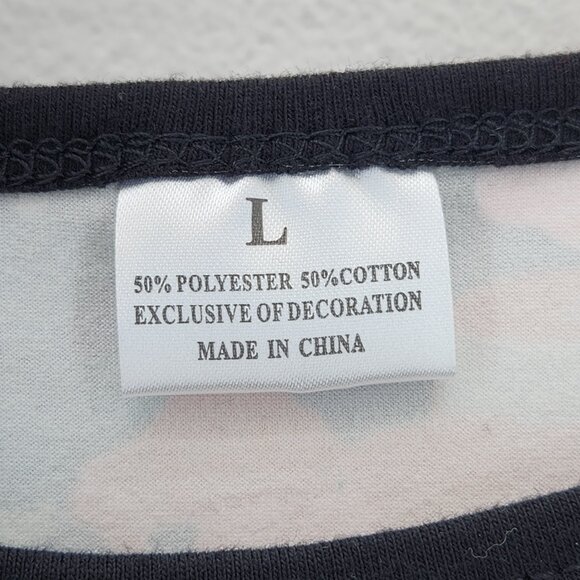 L
50% POLYESTER 50%COTTON
EXCLUSIVE OF DECORATION
MADE IN CHINA